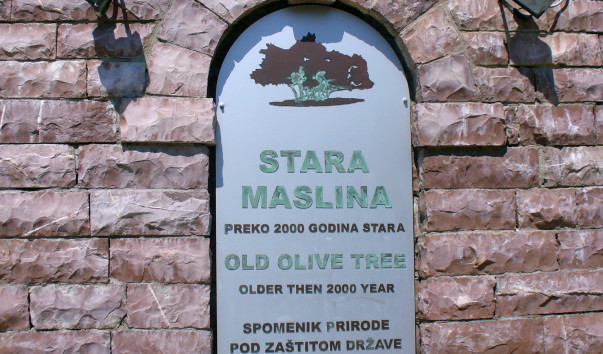 STARA
MASLINA
PREKO 2000 GODINA STARA
OLD OLIVE TREE
OLDER THEN 2000 YEAR
SPOMENIK PRIRODE
POD ZAŠTITOM DRŽAVE